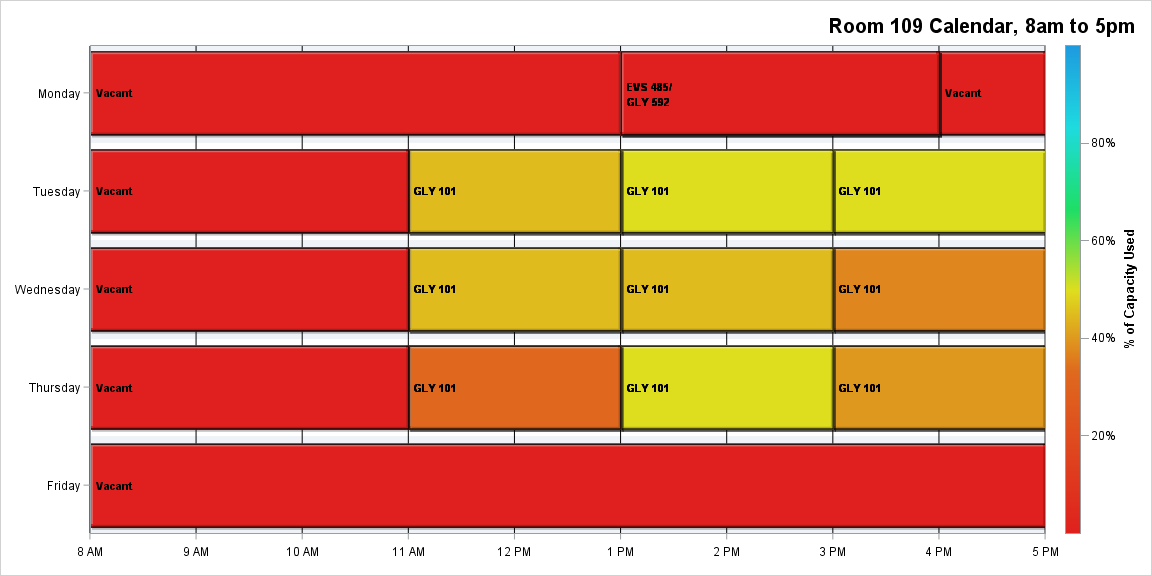 Room 109 Calendar, 8am to 5pm
Monday
Vacant
EVS 485/
GLY 592
Vacant
Tuesday
Vacant
GLY 101
GLY 101
GLY 101
Wednesday
Vacant
GLY 101
GLY 101
GLY 101
Thursday
Vacant
GLY 101
GLY 101
GLY 101
Friday
Vacant
8 AM
9 AM
10 AM
11 AM
12 PM
1 PM
2 PM
3 PM
4 PM
5 PM
80%
60%
40%
20%
% of Capacity Used